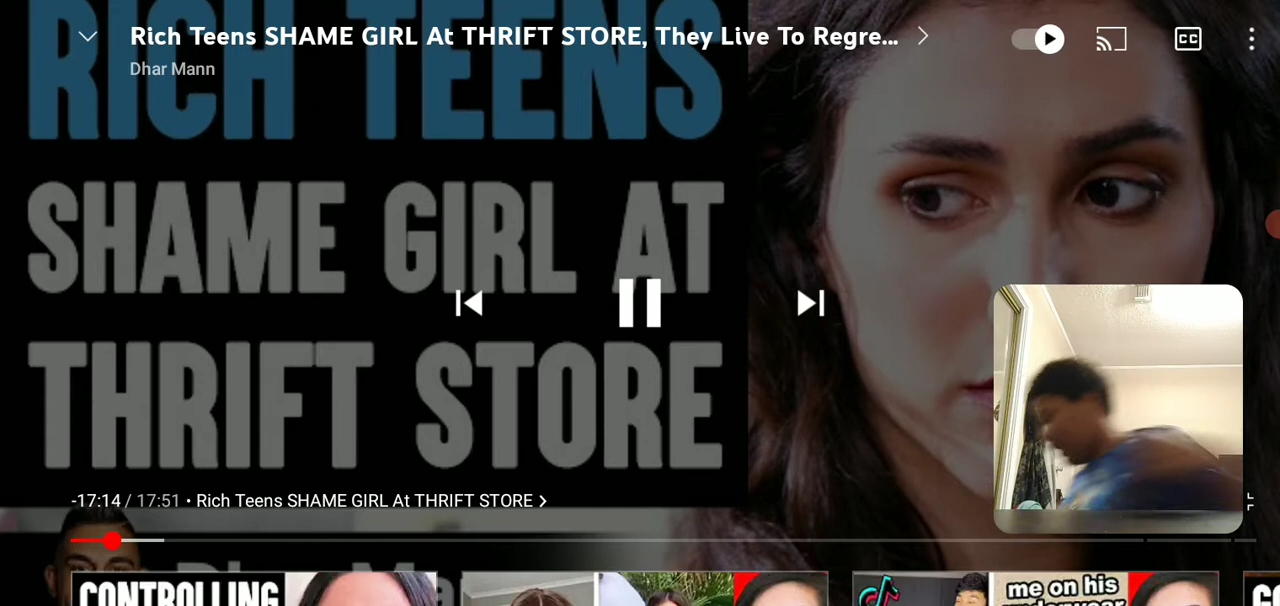 RICH TEENS
Rich Teens SHAME GIRL At THRIFT STORE, They Live To Regre...
Dhar Mann
CC
SHAME GIRL AT
THRIFT STORE
-17:14 / 17:51 • Rich Teens SHAME GIRL At THRIFT STORE
CONTROLLING
me on his